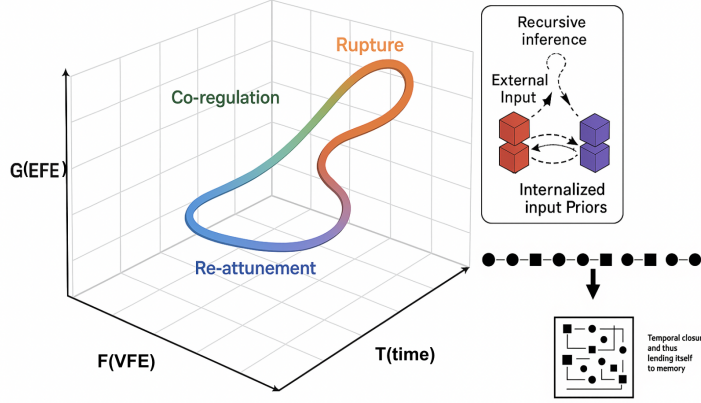 Rupture
Co-regulation
G(EFE)
Re-attunement
F(VFE)
T(time)
Recursive
inference
External
Input
Internalized
input Priors
Temporal closur
and thus
lending itself
to memory